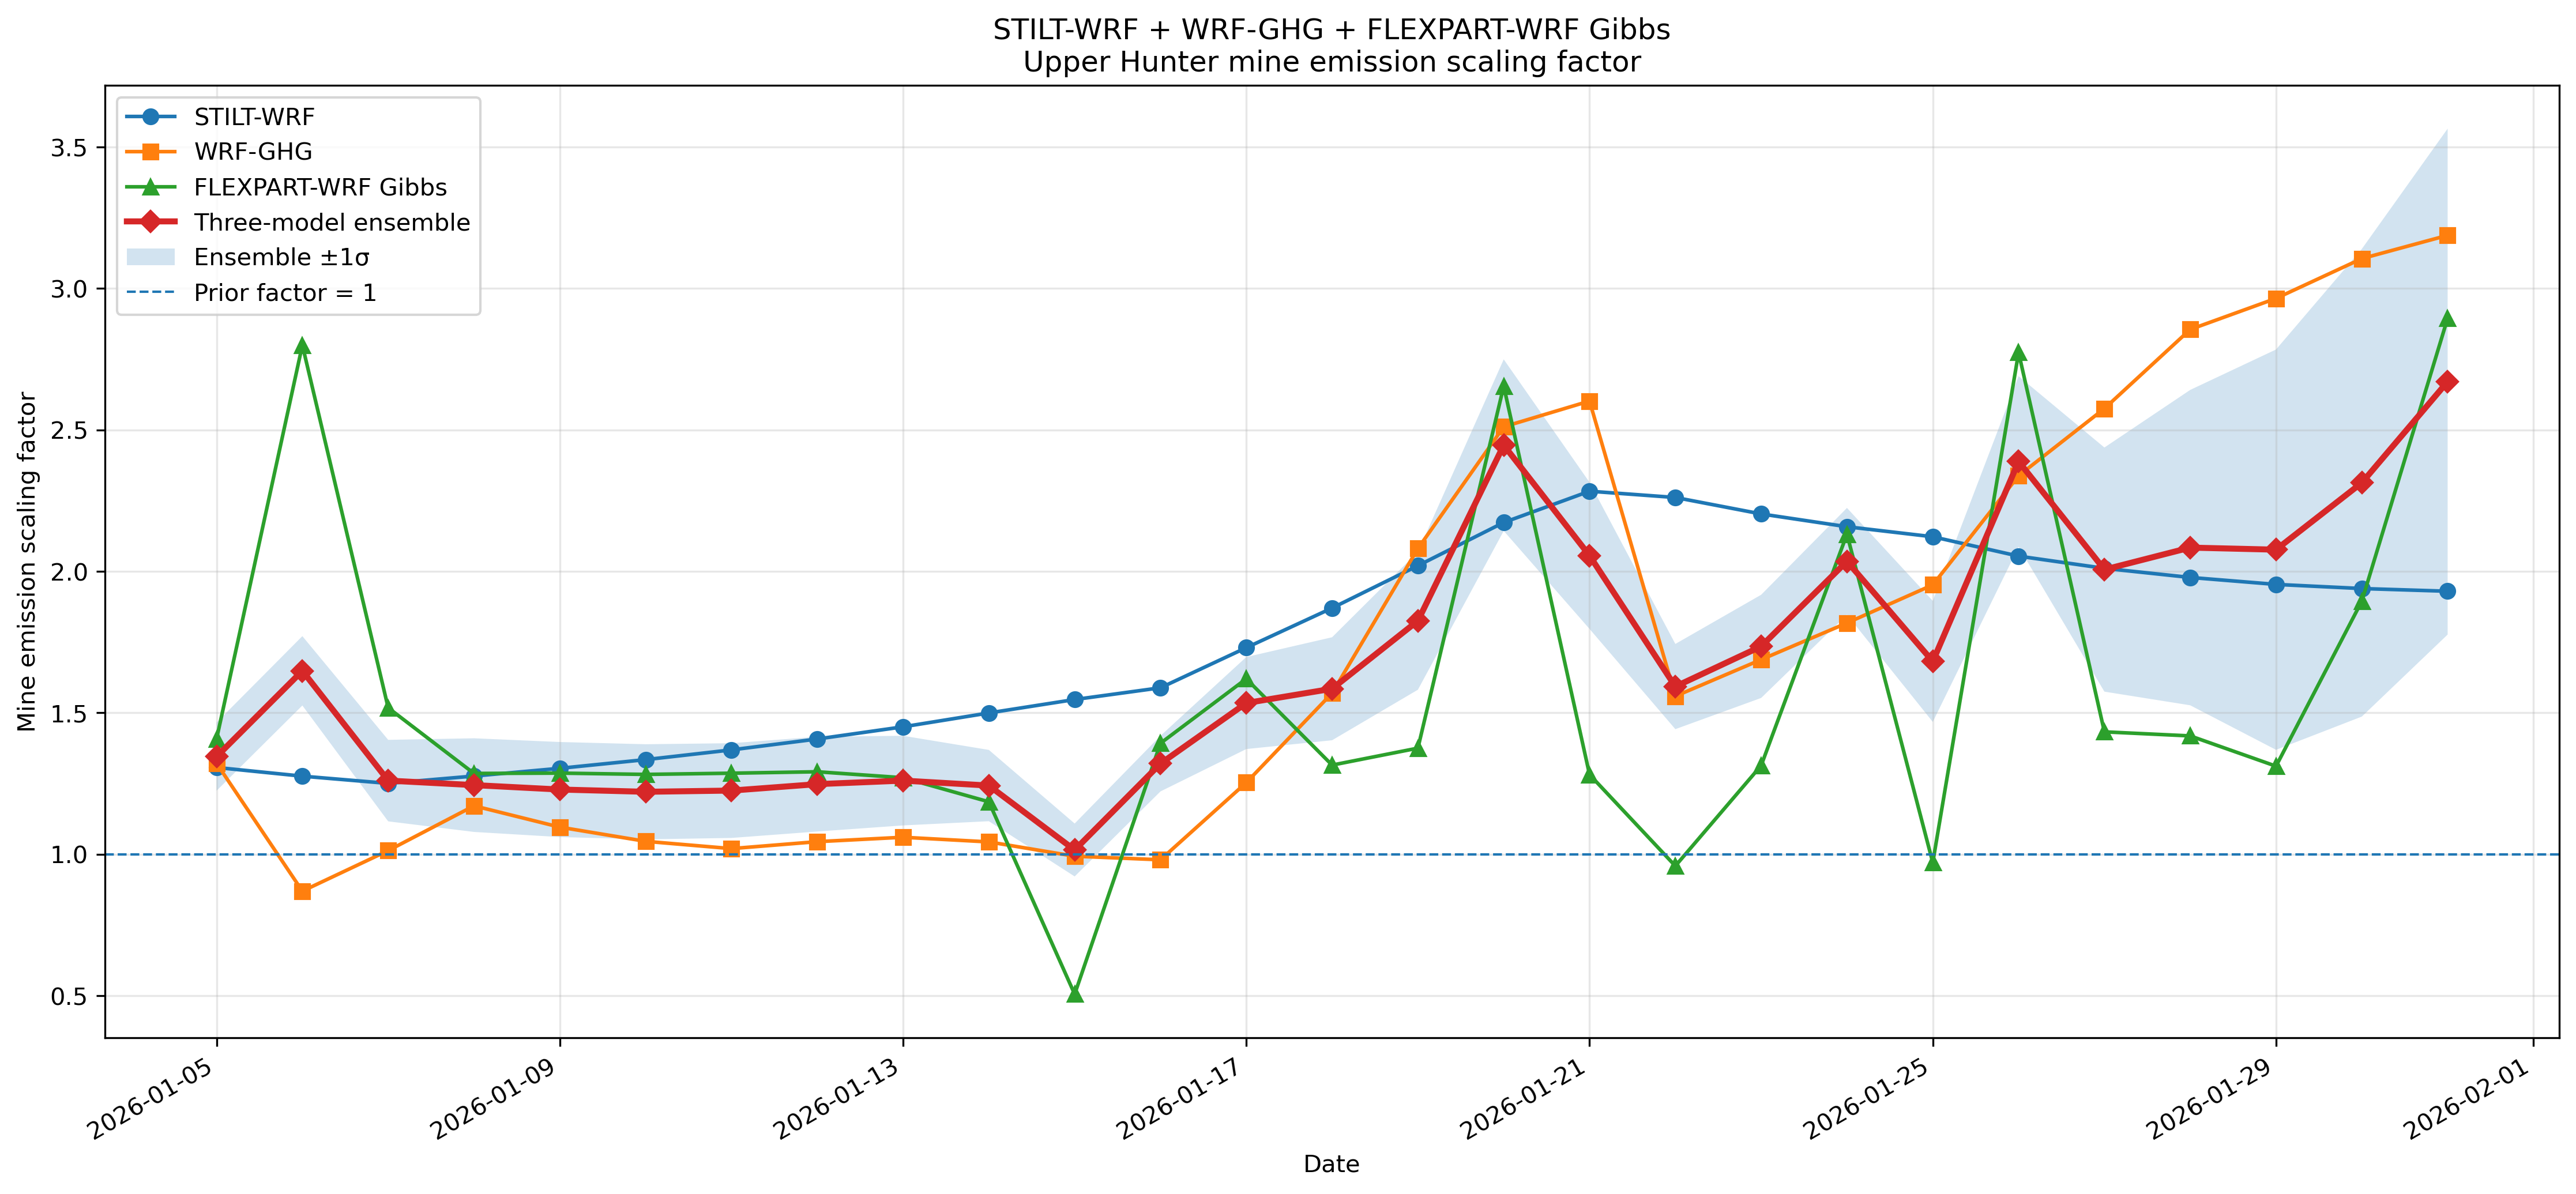 STILT-WRF + WRF-GHG + FLEXPART-WRF Gibbs
Upper Hunter mine emission scaling factor
STILT-WRF
WRF-GHG
FLEXPART-WRF Gibbs
Three-model ensemble
Ensemble ±1σ
Prior factor = 1
Mine emission scaling factor
3.5
3.0
2.5
2.0
1.5
1.0
0.5
2026-01-05
2026-01-09
2026-01-13
2026-01-17
2026-01-21
2026-01-25
2026-01-29
2026-02-01
Date